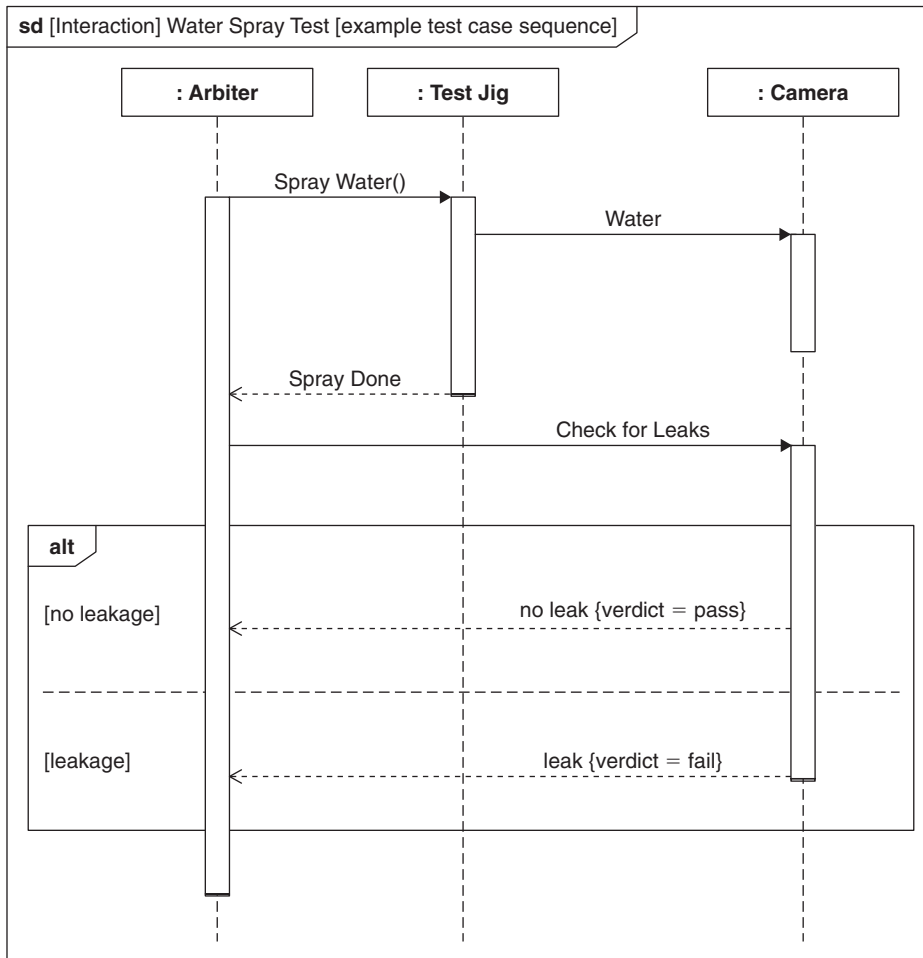 sd [Interaction] Water Spray Test [example test case sequence]
: Arbiter
: Test Jig
: Camera
Spray Water()
Water
Spray Done
Check for Leaks
alt
[no leakage]
no leak {verdict = pass}
[leakage]
leak {verdict = fail}